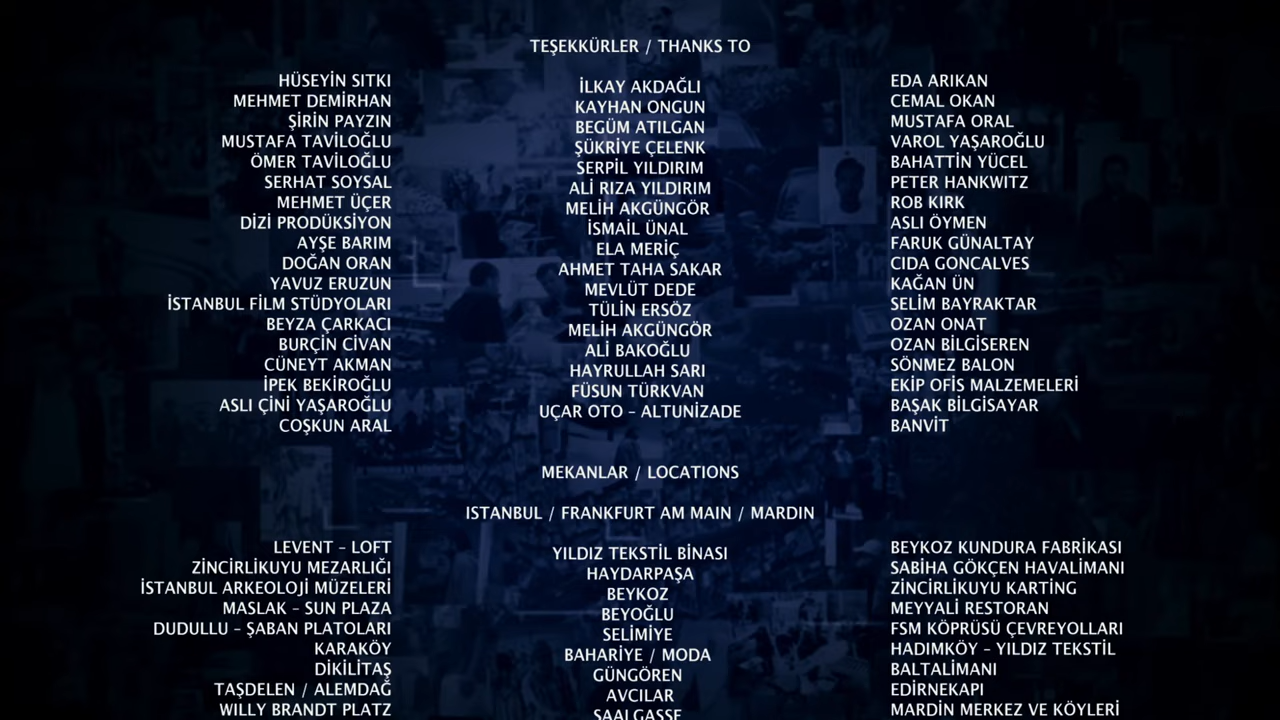 TEŞEKKÜRLER / THANKS TO
HÜSEYİN SITKI
MEHMET DEMİRHAN
ŞİRİN PAYZIN
MUSTAFA TAVİLOĞLU
ÖMER TAVİLOĞLU
SERHAT SOYSAL
MEHMET ÜÇER
DİZİ PRODÜKSİYON
AYŞE BARIM
DOĞAN ORAN
YAVUZ ERUZUN
İSTANBUL FİLM STÜDYOLARI
BEYZA ÇARKACI
BURÇİN CİVAN
CÜNEYT AKMAN
İPEK BEKİROĞLU
ASLI ÇİNİ YAŞAROĞLU
COŞKUN ARAL
İLKAY AKDAĞLI
KAYHAN ONGUN
BEGÜM ATILGAN
ŞÜKRİYE ÇELENK
SERPİL YILDIRIM
ALİ RIZA YILDIRIM
MELİH AKGÜNGÖR
İSMAİL ÜNAL
ELA MERİÇ
AHMET TAHA SAKAR
MEVLÜT DEDE
TÜLİN ERSÖZ
MELİH AKGÜNGÖR
ALİ BAKOĞLU
HAYRULLAH SARI
FÜSUN TÜRKVAN
UÇAR OTO – ALTUNİZADE
EDA ARIKAN
CEMAL OKAN
MUSTAFA ORAL
VAROL YAŞAROĞLU
BAHATTİN YÜCEL
PETER HANKWITZ
ROB KIRK
ASLI ÖYMEN
FARUK GÜNALTAY
CIDA GONCALVES
KAĞAN ÜN
SELİM BAYRAKTAR
OZAN ONAT
OZAN BİLGİSEREN
SÖNMEZ BALON
EKİP OFİS MALZEMELERİ
BAŞAK BİLGİSAYAR
BANVİT
MEKANLAR / LOCATIONS
ISTANBUL / FRANKFURT AM MAIN / MARDIN
LEVENT – LOFT
ZİNCİRLİKUYU MEZARLIĞI
İSTANBUL ARKEOLOJİ MÜZELERİ
MASLAK – SUN PLAZA
DUDULLU – ŞABAN PLATOLARI
KARAKÖY
DİKİLİTAŞ
TAŞDELEN / ALEMDAĞ
WILLY BRANDT PLATZ
YILDIZ TEKSTİL BİNASI
HAYDARPAŞA
BEYKOZ
BEYOĞLU
SELİMİYE
BAHARİYE / MODA
GÜNGÖREN
AVCILAR
SAALGASSE
BEYKOZ KUNDURA FABRİKASI
SABİHA GÖKÇEN HAVALİMANI
ZİNCİRLİKUYU KARTİNG
MEYYALİ RESTORAN
FSM KÖPRÜSÜ ÇEVREYOLLARI
HADIMKÖY – YILDIZ TEKSTİL
BALTALİMANI
EDİRNEKAPI
MARDİN MERKEZ VE KÖYLERİ